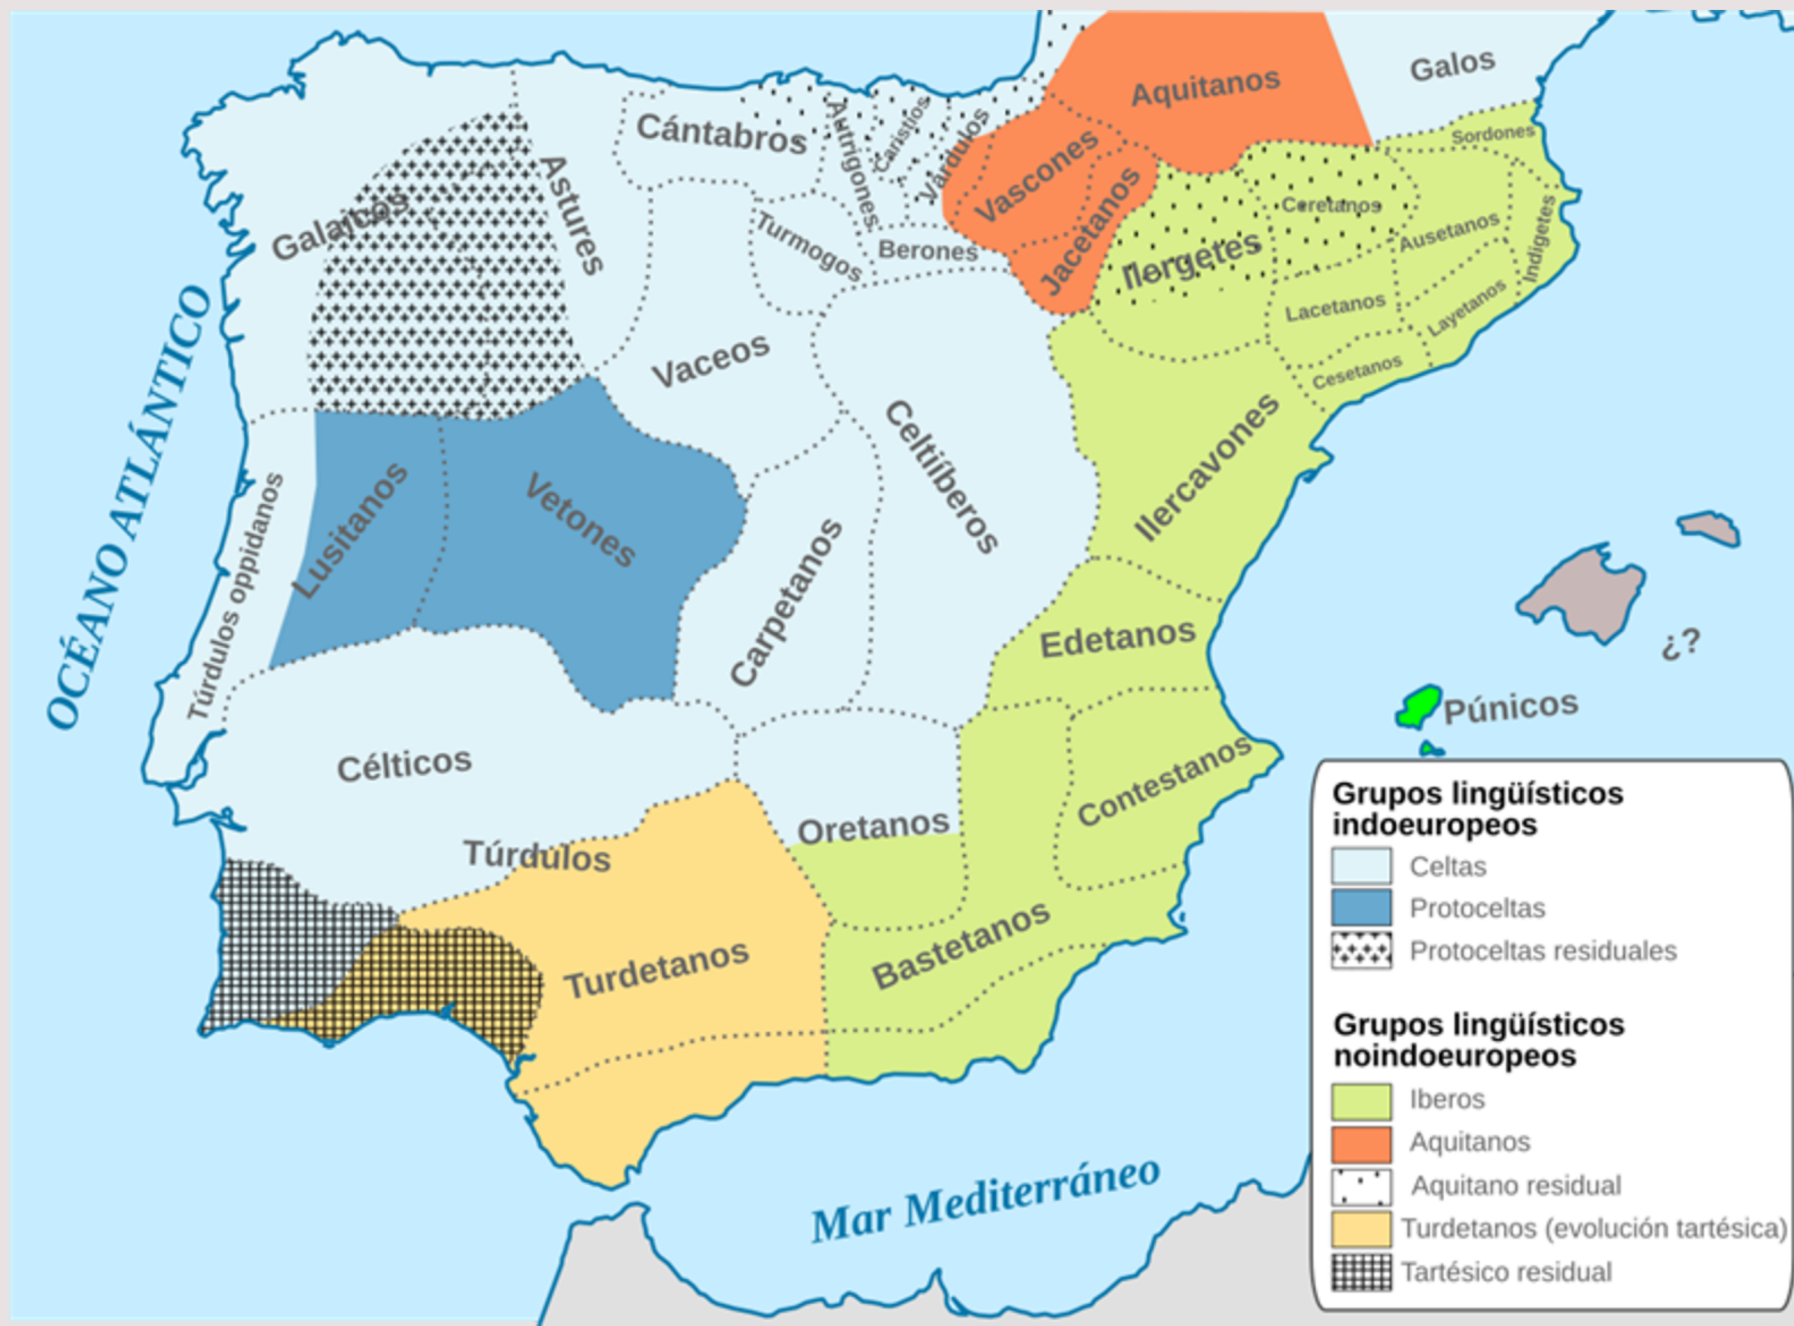 Galos
Aquitanos
Sordones
Cántabros
Autrigones
Caristios
Várdulos
Vascones
Jacetanos
Ilergetes
Ceretanos
Ausetanos
Indigetes
Galaicos
Astures
Turmogos
Berones
Lacetanos
Layetanos
Cesetanos
OCÉANO ATLÁNTICO
Vaceos
Celtiíberos
Ilercavones
Túrdulos oppidanos
Lusitanos
Vetones
Carpetanos
Edetanos
¿?
Púnicos
Célticos
Contestanos
Túrdulos
Oretanos
Turdetanos
Bastetanos
Mar Mediterráneo
Grupos lingüísticos
indoeuropeos
Celtas
Protoceltas
Protoceltas residuales
Grupos lingüísticos
noindoeuropeos
Iberos
Aquitanos
Aquitano residual
Turdetanos (evolución tartésica)
Tartésico residual